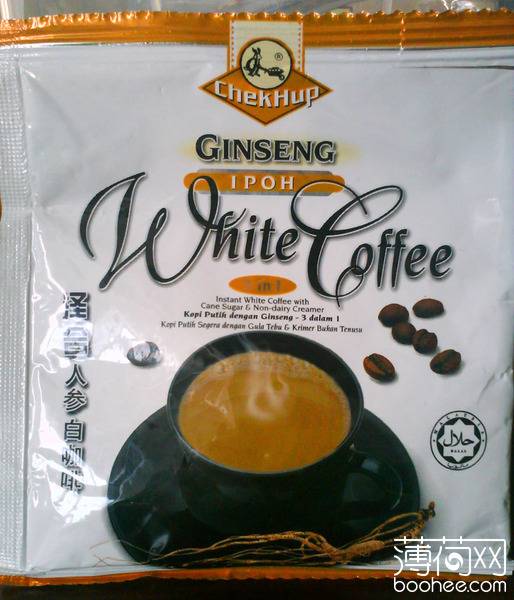 ChekHup
®
GINSENG
IPOH
White Coffee
3 in 1
Instant White Coffee with
Cane Sugar & Non-dairy Creamer
Kopi Putih dengan Ginseng - 3 dalam 1
Kopi Putih Segera dengan Gula Tebu & Krimer Bukan Tenusu
人参白咖啡
MALAYSIA
حلال
HALAL
薄荷网
boohee.com